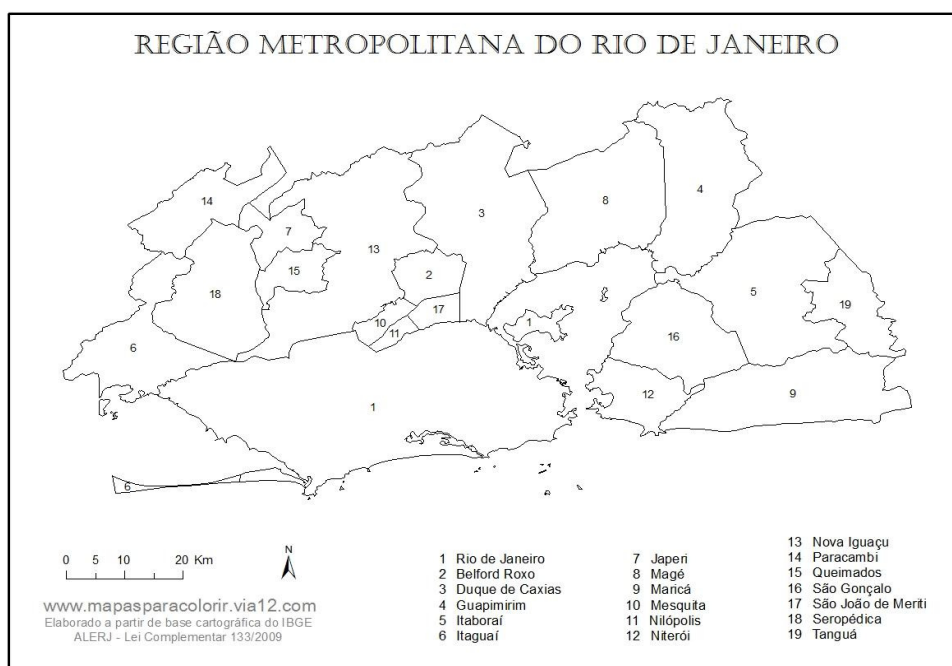 REGIÃO METROPOLITANA DO RIO DE JANEIRO
4
14
8
3
7
13
15
2
18
5
17
19
10
1
11
16
6
12
9
1
6
0 5 10 20 Km
N
www.mapasparacolorir.via12.com
Elaborado a partir de base cartográfica do IBGE
ALERJ - Lei Complementar 133/2009
1 Rio de Janeiro
2 Belford Roxo
3 Duque de Caxias
4 Guapimirim
5 Itaboraí
6 Itaguaí
7 Japeri
8 Magé
9 Maricá
10 Mesquita
11 Nilópolis
12 Niterói
13 Nova Iguaçu
14 Paracambi
15 Queimados
16 São Gonçalo
17 São João de Meriti
18 Seropédica
19 Tanguá